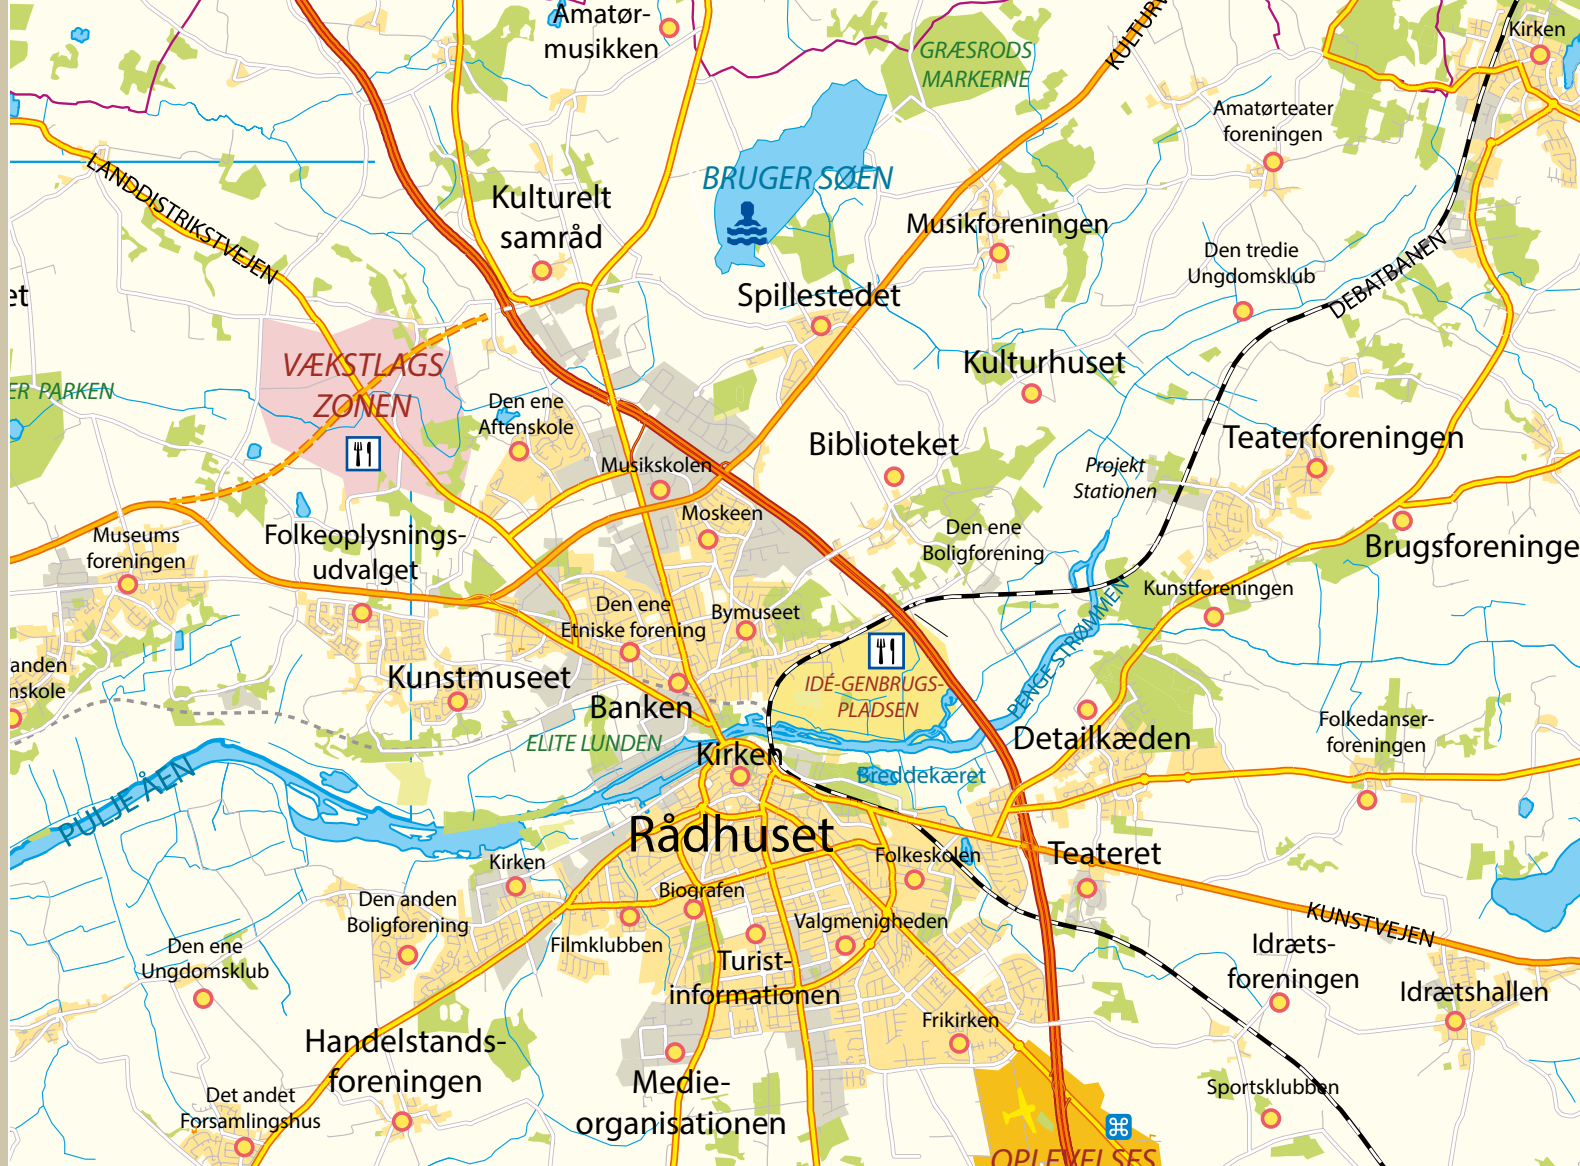 Amatør-
musikken
GRÆSRODS
MARKERNE
KULTURV
Kirken
Amatørteater
foreningen
LANDDISTRIKSTVEJEN
BRUGER SØEN
Kulturelt
samråd
Musikforeningen
Den tredie
Ungdomsklub
DEBATBANEN
et
Spillestedet
VÆKSTLAGS
ZONEN
Kulturhuset
ER PARKEN
Den ene
Aftenskole
Biblioteket
Teaterforeningen
Musikskolen
Projekt
Stationen
Moskeen
Museums
foreningen
Folkeoplysnings-
udvalget
Den ene
Boligforening
Brugsforeninge
Kunstforeningen
Den ene
Etniske forening
Bymuseet
PENGE STRØMMEN
anden
nskole
Kunstmuseet
IDÉ-GENBRUGS-
PLADSEN
Banken
ELITE LUNDEN
Detailkæden
Folkedanser-
foreningen
Kirken
Breddekæret
PULJE ÅEN
Rådhuset
Kirken
Folkeskolen
Teateret
Biografen
Den anden
Boligforening
Filmklubben
Valgmenigheden
KUNSTVEJEN
Den ene
Ungdomsklub
Turist-
informationen
Idræts-
foreningen
Idrætshallen
Frikirken
Handelstands-
foreningen
Medie-
organisationen
Sportsklubben
Det andet
Forsamlingshus
OPLEVELSES